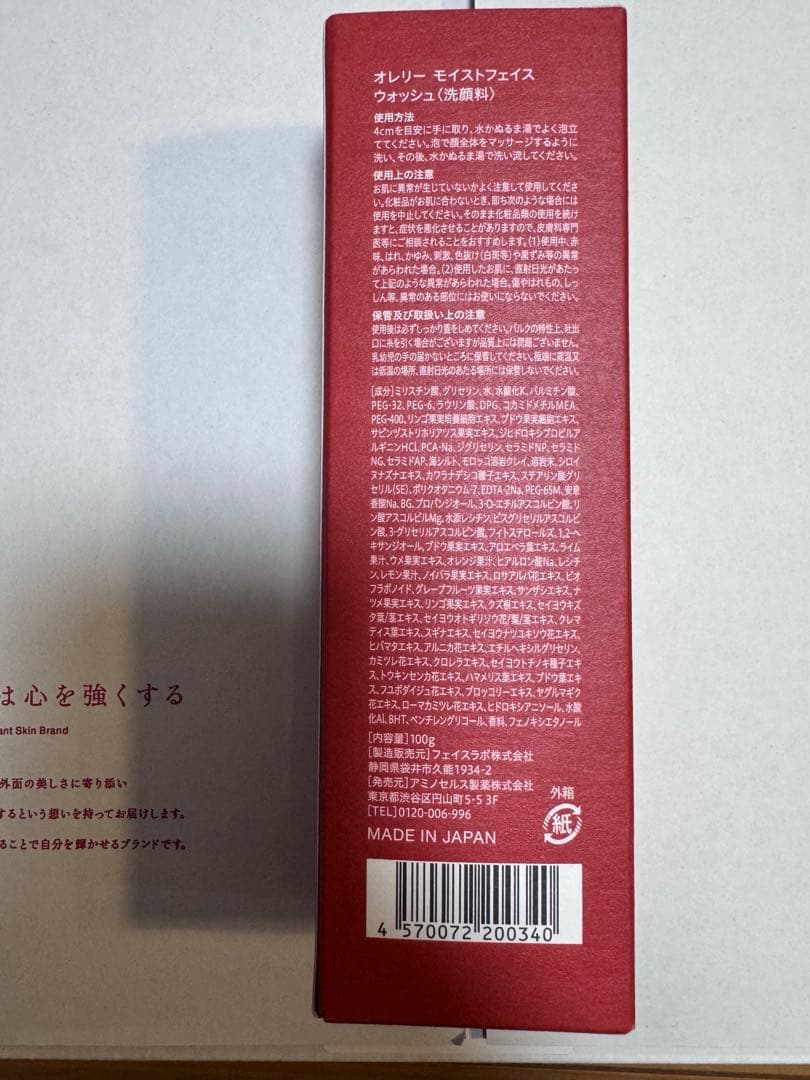 オレリー モイストフェイス
ウォッシュ〈洗顔料〉
使用方法
4cmを目安に手に取り、水かぬるま湯でよく泡立
ててください。泡で顔全体をマッサージするように
洗い、その後、水かぬるま湯で洗い流してください。
使用上の注意
お肌に異常が生じていないかよく注意して使用してくださ
い。化粧品がお肌に合わないとき、即ち次のような場合には
使用を中止してください。そのまま化粧品類の使用を続け
ますと、症状を悪化させることがありますので、皮膚科専門
医等にご相談されることをおすすめします。(1)使用中、赤
味、はれ、かゆみ、刺激、色抜け(白斑等)や黒ずみ等の異常
があらわれた場合。(2)使用したお肌に、直射日光があたっ
て上記のような異常があらわれた場合。傷やはれもの、しっ
しん等、異常のある部位にはお使いにならないでください。
保管及び取扱い上の注意
使用後は必ずしっかり蓋をしめてください。バルクの特性上、吐出
口に糸を引く場合がございますが品質上には問題ございません。
乳幼児の手の届かないところに保管してください。極端に高温又
は低温の場所、直射日光のあたる場所には保管しないでください。
[成分]ミリスチン酸、グリセリン、水、水酸化K、パルミチン酸、
PEG-32、PEG-6、ラウリン酸、DPG、コカミドメチルMEA、
PEG-400、リンゴ果実培養細胞エキス、ブドウ果実細胞エキス、
サピンヅストリホリアツス果実エキス、ジヒドロキシプロピルア
ルギニンHCl、PCA-Na、ジグリセリン、セラミドNP、セラミド
NG、セラミドAP、海シルト、モロッコ溶岩クレイ、溶岩末、シロイ
ヌナズナエキス、カワラナデシコ種子エキス、ステアリン酸グリ
セリル(SE)、ポリクオタニウム-7、EDTA-2Na、PEG-65M、安息
香酸Na、BG、プロパンジオール、3-O-エチルアスコルビン酸、リ
ン酸アスコルビルMg、水添レシチン、ビスグリセリルアスコルビ
ン酸、3-グリセリルアスコルビン酸、フィトステロールズ、1,2-ヘ
キサンジオール、ブドウ果実エキス、アロエベラ葉エキス、ライム
果汁、ウメ果実エキス、オレンジ果汁、ヒアルロン酸Na、レシチ
ン、レモン果汁、ノイバラ果実エキス、ロサアルバ花エキス、ビオ
フラボノイド、グレープフルーツ果実エキス、サンザシエキス、ナ
ツメ果実エキス、リンゴ果実エキス、クズ根エキス、セイヨウキズ
タ葉/茎エキス、セイヨウオトギリソウ花/葉/茎エキス、クレマ
ティス葉エキス、スギナエキス、セイヨウナツユキソウ花エキス、
ヒバマタエキス、アルニカ花エキス、エチルヘキシルグリセリン、
カミツレ花エキス、クロレラエキス、セイヨウトチノキ種子エキ
ス、トウキンセンカ花エキス、ハマメリス葉エキス、ブドウ葉エキ
ス、フユボダイジュ花エキス、ブロッコリーエキス、ヤグルマギク
花エキス、ローマカミツレ花エキス、ヒドロキシアニソール、水酸
化Al、BHT、ペンチレングリコール、香料、フェノキシエタノール
[内容量]100g
[製造販売元]フェイスラボ株式会社
静岡県袋井市久能1934-2
[発売元]アミノセルス製薬株式会社
東京都渋谷区円山町5-5 3F
[TEL]0120-006-996
MADE IN JAPAN
外箱
紙
4 570072 200340
は心を強くする
ant Skin Brand
外面の美しさに寄り添い
するという想いを持ってお届けします。
ることで自分を輝かせるブランドです。